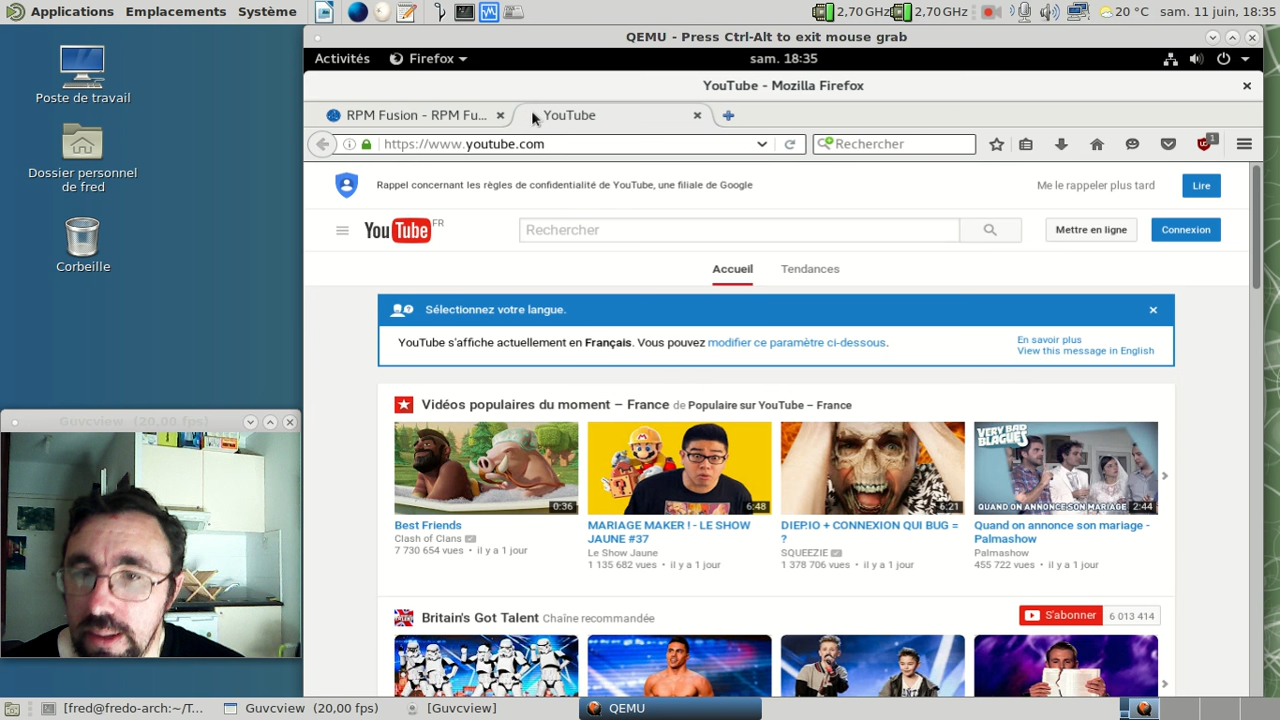 Applications Emplacements Système 2,70 GHz 2,70 GHz 20 °C sam. 11 juin, 18:35
Poste de travail
Dossier personnel
de fred
Corbeille
QEMU - Press Ctrl-Alt to exit mouse grab
Activités Firefox sam. 18:35
YouTube - Mozilla Firefox
RPM Fusion - RPM Fu... YouTube
https://www.youtube.com Rechercher 1
Rappel concernant les règles de confidentialité de YouTube, une filiale de Google Me le rappeler plus tard Lire
YouTube FR Rechercher Mettre en ligne Connexion
Accueil Tendances
Sélectionnez votre langue.
YouTube s'affiche actuellement en Français. Vous pouvez modifier ce paramètre ci-dessous.
En savoir plus
View this message in English
Vidéos populaires du moment – France de Populaire sur YouTube – France
0:36
Best Friends
Clash of Clans
7 730 654 vues • il y a 1 jour
6:48
MARIAGE MAKER ! - LE SHOW
JAUNE #37
Le Show Jaune
1 135 682 vues • il y a 1 jour
6:21
DIEP.IO + CONNEXION QUI BUG =
?
SQUEEZIE
1 378 706 vues • il y a 1 jour
VERY BAD
BLAGUES
QUAND ON ANNONCE SON MARIAGE - 2:44
Quand on annonce son mariage -
Palmashow
Palmashow
455 722 vues • il y a 1 jour
Britain's Got Talent Chaîne recommandée S'abonner 6 013 414
Guvcview (20,00 fps)
[fred@fredo-arch:~/T... Guvcview (20,00 fps) [Guvcview] QEMU